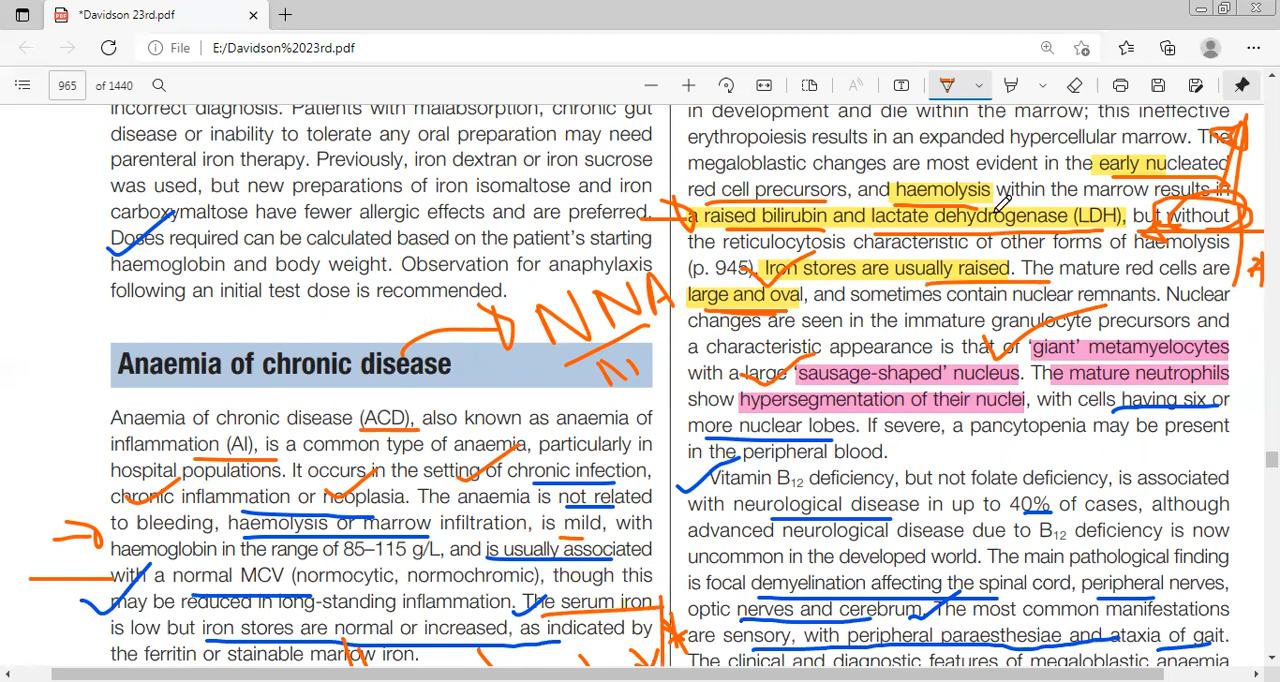 *Davidson 23rd.pdf
File
E:/Davidson%2023rd.pdf
965
of 1440
incorrect diagnosis. Patients with malabsorption, chronic gut
disease or inability to tolerate any oral preparation may need
parenteral iron therapy. Previously, iron dextran or iron sucrose
was used, but new preparations of iron isomaltose and iron
carboxymaltose have fewer allergic effects and are preferred.
Doses required can be calculated based on the patient's starting
haemoglobin and body weight. Observation for anaphylaxis
following an initial test dose is recommended.
NNA
Anaemia of chronic disease
AI
Anaemia of chronic disease (ACD), also known as anaemia of
inflammation (AI), is a common type of anaemia, particularly in
hospital populations. It occurs in the setting of chronic infection,
chronic inflammation or neoplasia. The anaemia is not related
to bleeding, haemolysis or marrow infiltration, is mild, with
haemoglobin in the range of 85–115 g/L, and is usually associated
with a normal MCV (normocytic, normochromic), though this
may be reduced in long-standing inflammation. The serum iron
is low but iron stores are normal or increased, as indicated by
the ferritin or stainable marrow iron.
in development and die within the marrow; this ineffective
erythropoiesis results in an expanded hypercellular marrow. The
megaloblastic changes are most evident in the early nucleated
red cell precursors, and haemolysis within the marrow results in
a raised bilirubin and lactate dehydrogenase (LDH), but without
the reticulocytosis characteristic of other forms of haemolysis
(p. 945). Iron stores are usually raised. The mature red cells are
large and oval, and sometimes contain nuclear remnants. Nuclear
changes are seen in the immature granulocyte precursors and
a characteristic appearance is that of 'giant' metamyelocytes
with a large 'sausage-shaped' nucleus. The mature neutrophils
show hypersegmentation of their nuclei, with cells having six or
more nuclear lobes. If severe, a pancytopenia may be present
in the peripheral blood.
Vitamin B12 deficiency, but not folate deficiency, is associated
with neurological disease in up to 40% of cases, although
advanced neurological disease due to B12 deficiency is now
uncommon in the developed world. The main pathological finding
is focal demyelination affecting the spinal cord, peripheral nerves,
optic nerves and cerebrum. The most common manifestations
are sensory, with peripheral paraesthesiae and ataxia of gait.
The clinical and diagnostic features of megaloblastic anaemia